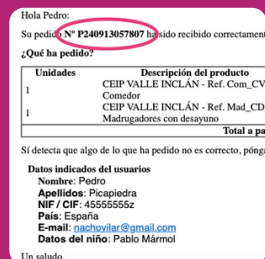 Hola Pedro:
Su pedido Nº P240913057807 ha sido recibido correctament
¿Qué ha pedido?
Unidades Descripción del producto
CEIP VALLE INCLÁN - Ref. Com_CV
1
Comedor
CEIP VALLE INCLÁN - Ref. Mad_CD
1
Madrugadores con desayuno
Total a pa
Sí detecta que algo de lo que ha pedido no es correcto, póng
Datos indicados del usuarios
Nombre: Pedro
Apellidos: Picapiedra
NIF / CIF: 45555555z
País: España
E-mail: nachovilar@gmail.com
Datos del niño: Pablo Mármol
Un saludo.